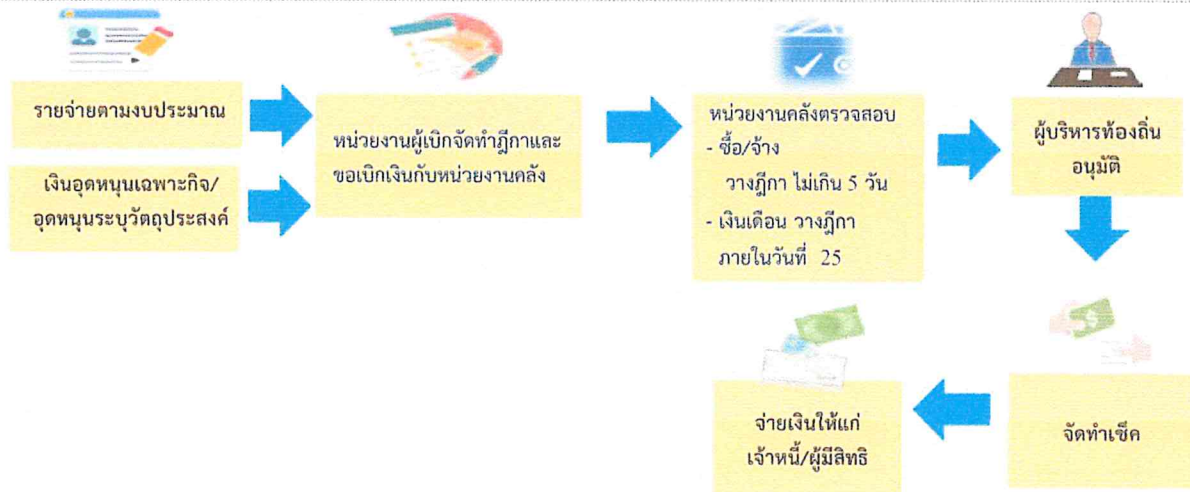 รายจ่ายตามงบประมาณ
เงินอุดหนุนเฉพาะกิจ/
อุดหนุนระบุวัตถุประสงค์
หน่วยงานผู้เบิกจัดทำฎีกาและ
ขอเบิกเงินกับหน่วยงานคลัง
หน่วยงานคลังตรวจสอบ
- ซื้อ/จ้าง
วางฎีกา ไม่เกิน 5 วัน
- เงินเดือน วางฎีกา
ภายในวันที่ 25
ผู้บริหารท้องถิ่น
อนุมัติ
จัดทำเช็ค
จ่ายเงินให้แก่
เจ้าหนี้/ผู้มีสิทธิ